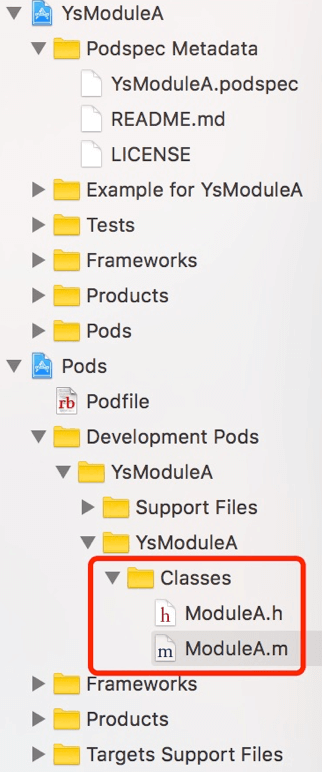 YsModuleA
Podspec Metadata
YsModuleA.podspec
README.md
LICENSE
Example for YsModuleA
Tests
Frameworks
Products
Pods
Pods
rb Podfile
Development Pods
YsModuleA
Support Files
YsModuleA
Classes
h ModuleA.h
m ModuleA.m
Frameworks
Products
Targets Support Files